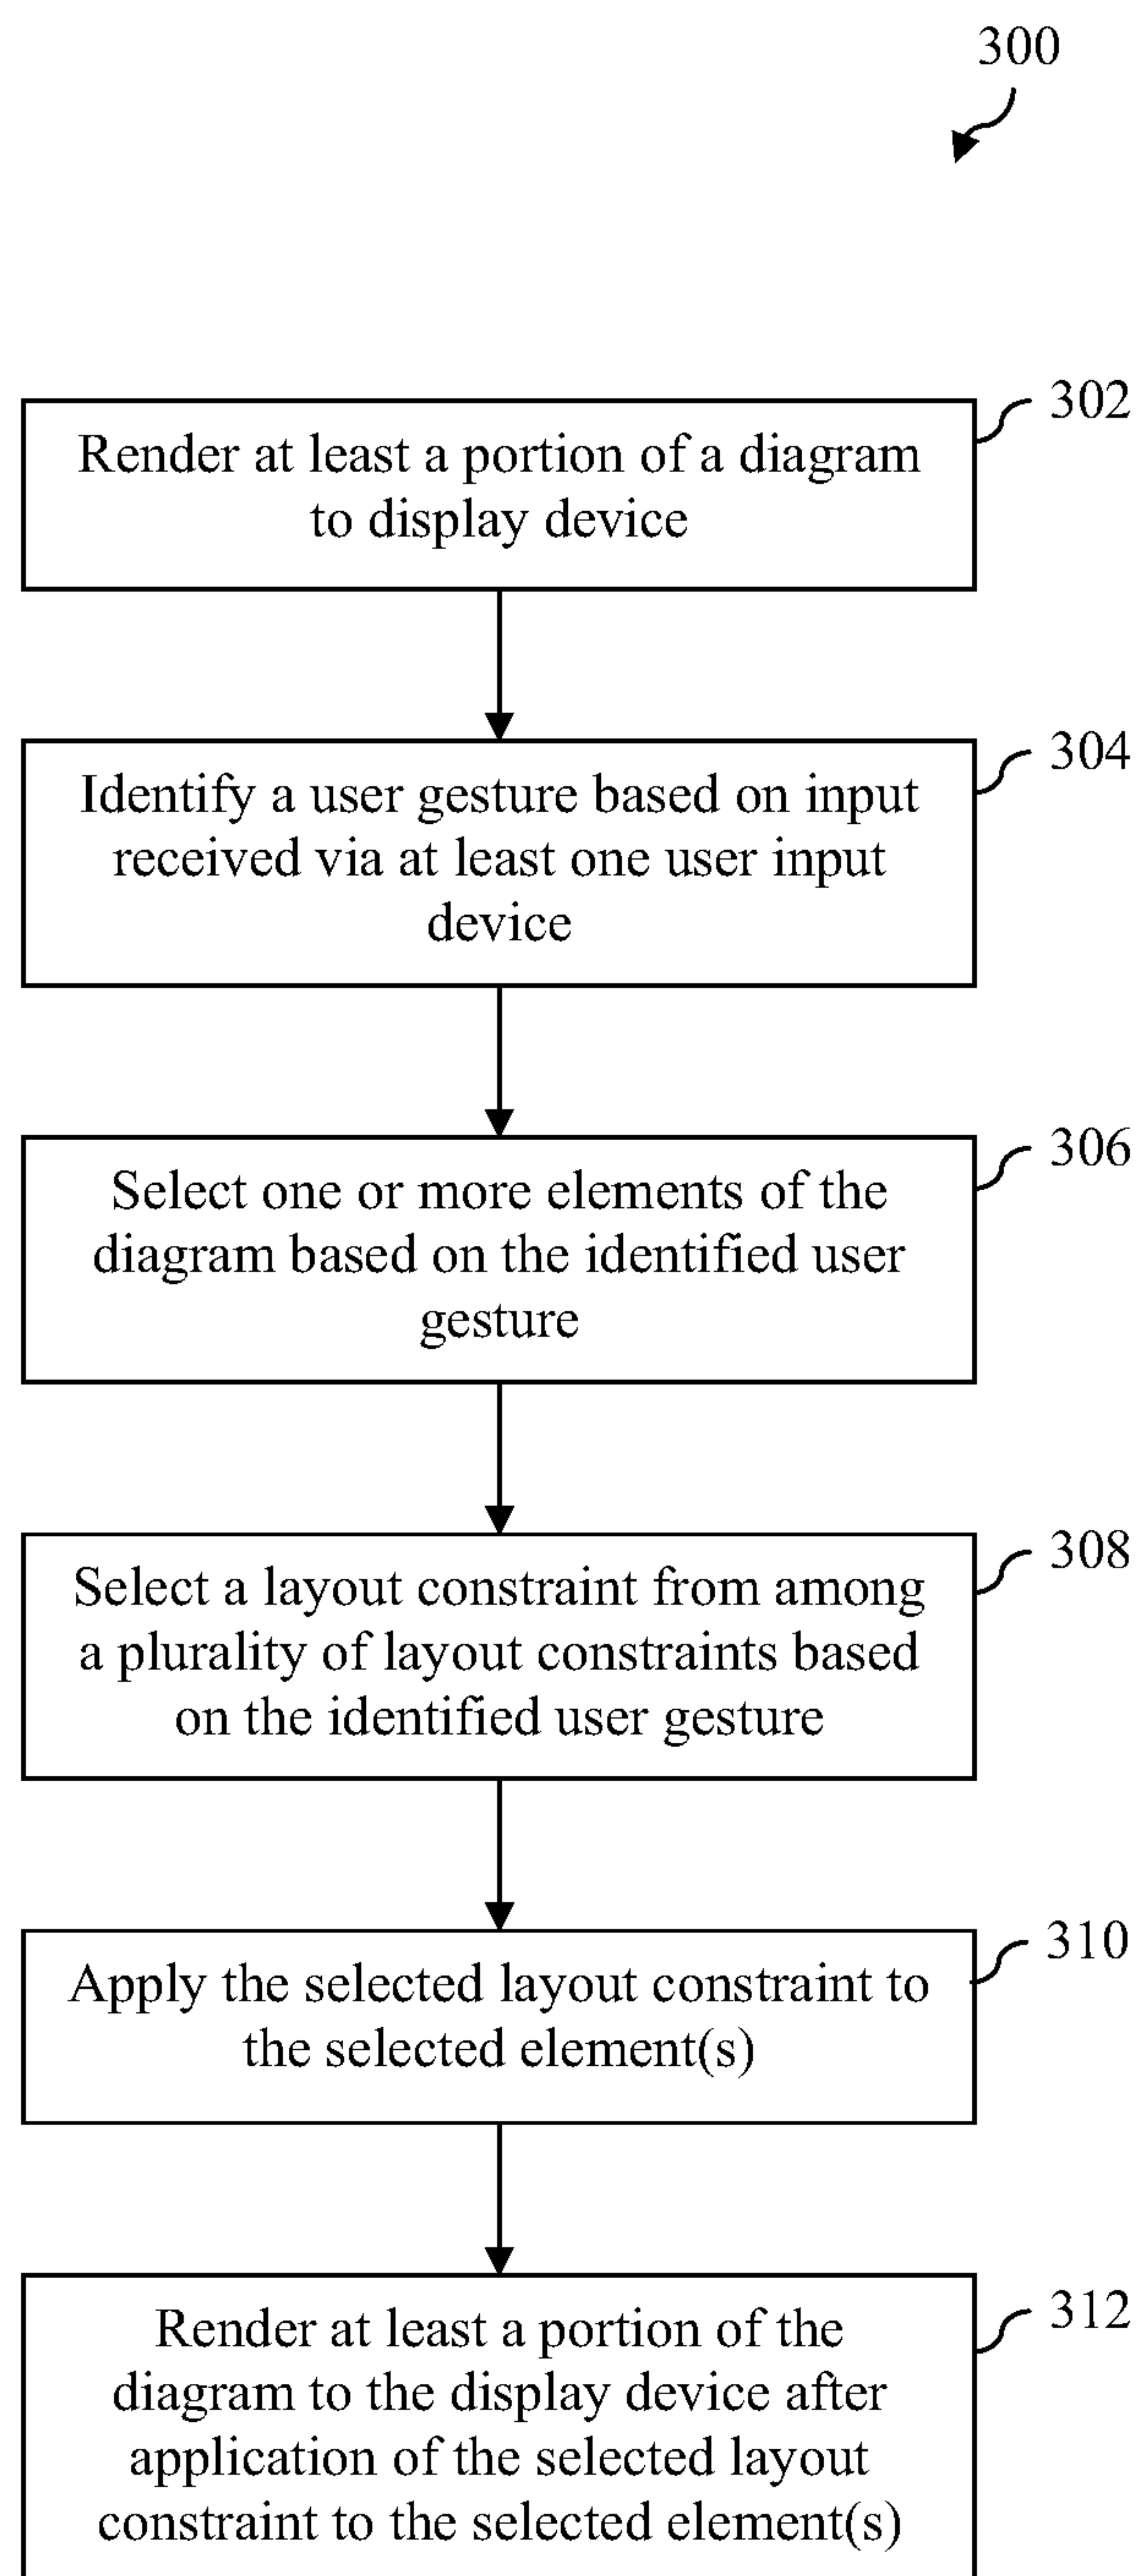 300
302
Render at least a portion of a diagram
to display device
304
Identify a user gesture based on input
received via at least one user input
device
306
Select one or more elements of the
diagram based on the identified user
gesture
308
Select a layout constraint from among
a plurality of layout constraints based
on the identified user gesture
310
Apply the selected layout constraint to
the selected element(s)
312
Render at least a portion of the
diagram to the display device after
application of the selected layout
constraint to the selected element(s)